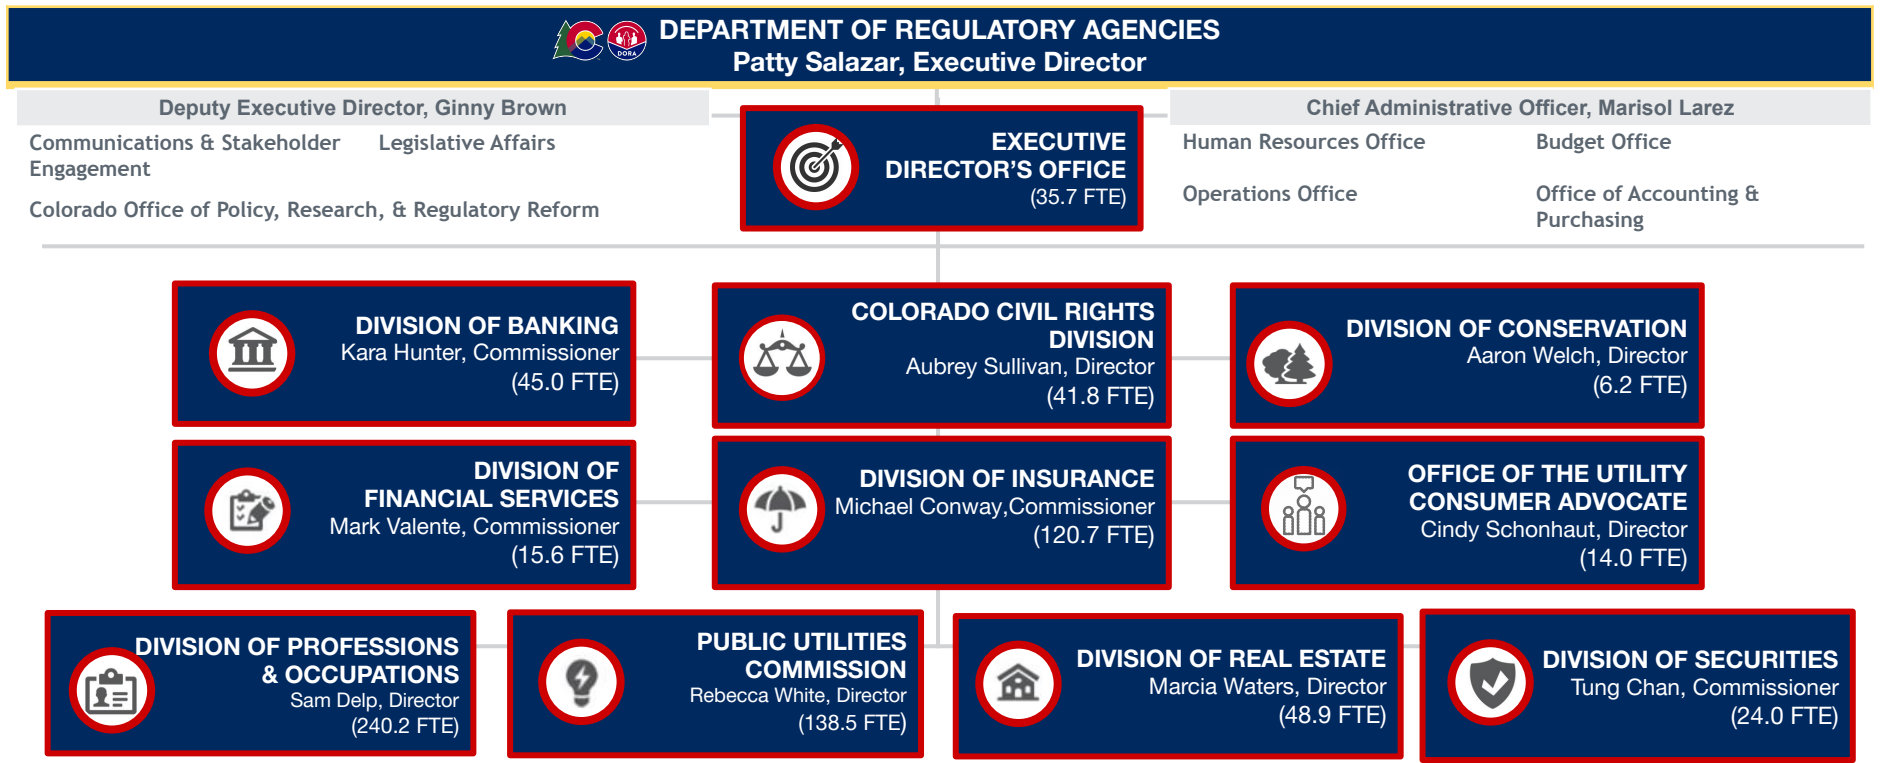 DORA
DEPARTMENT OF REGULATORY AGENCIES
Patty Salazar, Executive Director
Deputy Executive Director, Ginny Brown
Communications & Stakeholder
Engagement
Legislative Affairs
Colorado Office of Policy, Research, & Regulatory Reform
EXECUTIVE
DIRECTOR’S OFFICE
(35.7 FTE)
Chief Administrative Officer, Marisol Larez
Human Resources Office
Budget Office
Operations Office
Office of Accounting &
Purchasing
DIVISION OF BANKING
Kara Hunter, Commissioner
(45.0 FTE)
COLORADO CIVIL RIGHTS
DIVISION
Aubrey Sullivan, Director
(41.8 FTE)
DIVISION OF CONSERVATION
Aaron Welch, Director
(6.2 FTE)
DIVISION OF
FINANCIAL SERVICES
Mark Valente, Commissioner
(15.6 FTE)
DIVISION OF INSURANCE
Michael Conway,Commissioner
(120.7 FTE)
OFFICE OF THE UTILITY
CONSUMER ADVOCATE
Cindy Schonhaut, Director
(14.0 FTE)
DIVISION OF PROFESSIONS
& OCCUPATIONS
Sam Delp, Director
(240.2 FTE)
PUBLIC UTILITIES
COMMISSION
Rebecca White, Director
(138.5 FTE)
DIVISION OF REAL ESTATE
Marcia Waters, Director
(48.9 FTE)
DIVISION OF SECURITIES
Tung Chan, Commissioner
(24.0 FTE)